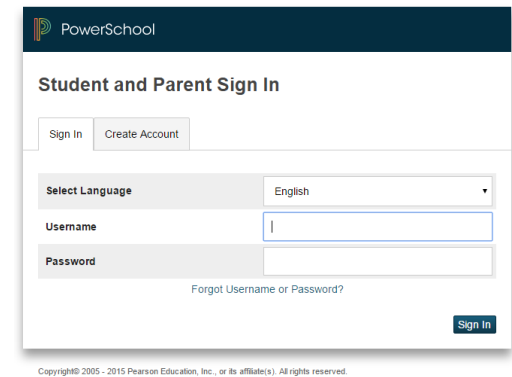 PowerSchool
Student and Parent Sign In
Sign In Create Account
Select Language English
Username
Password
Forgot Username or Password?
Sign In
Copyright© 2005 - 2015 Pearson Education, Inc., or its affiliate(s). All rights reserved.